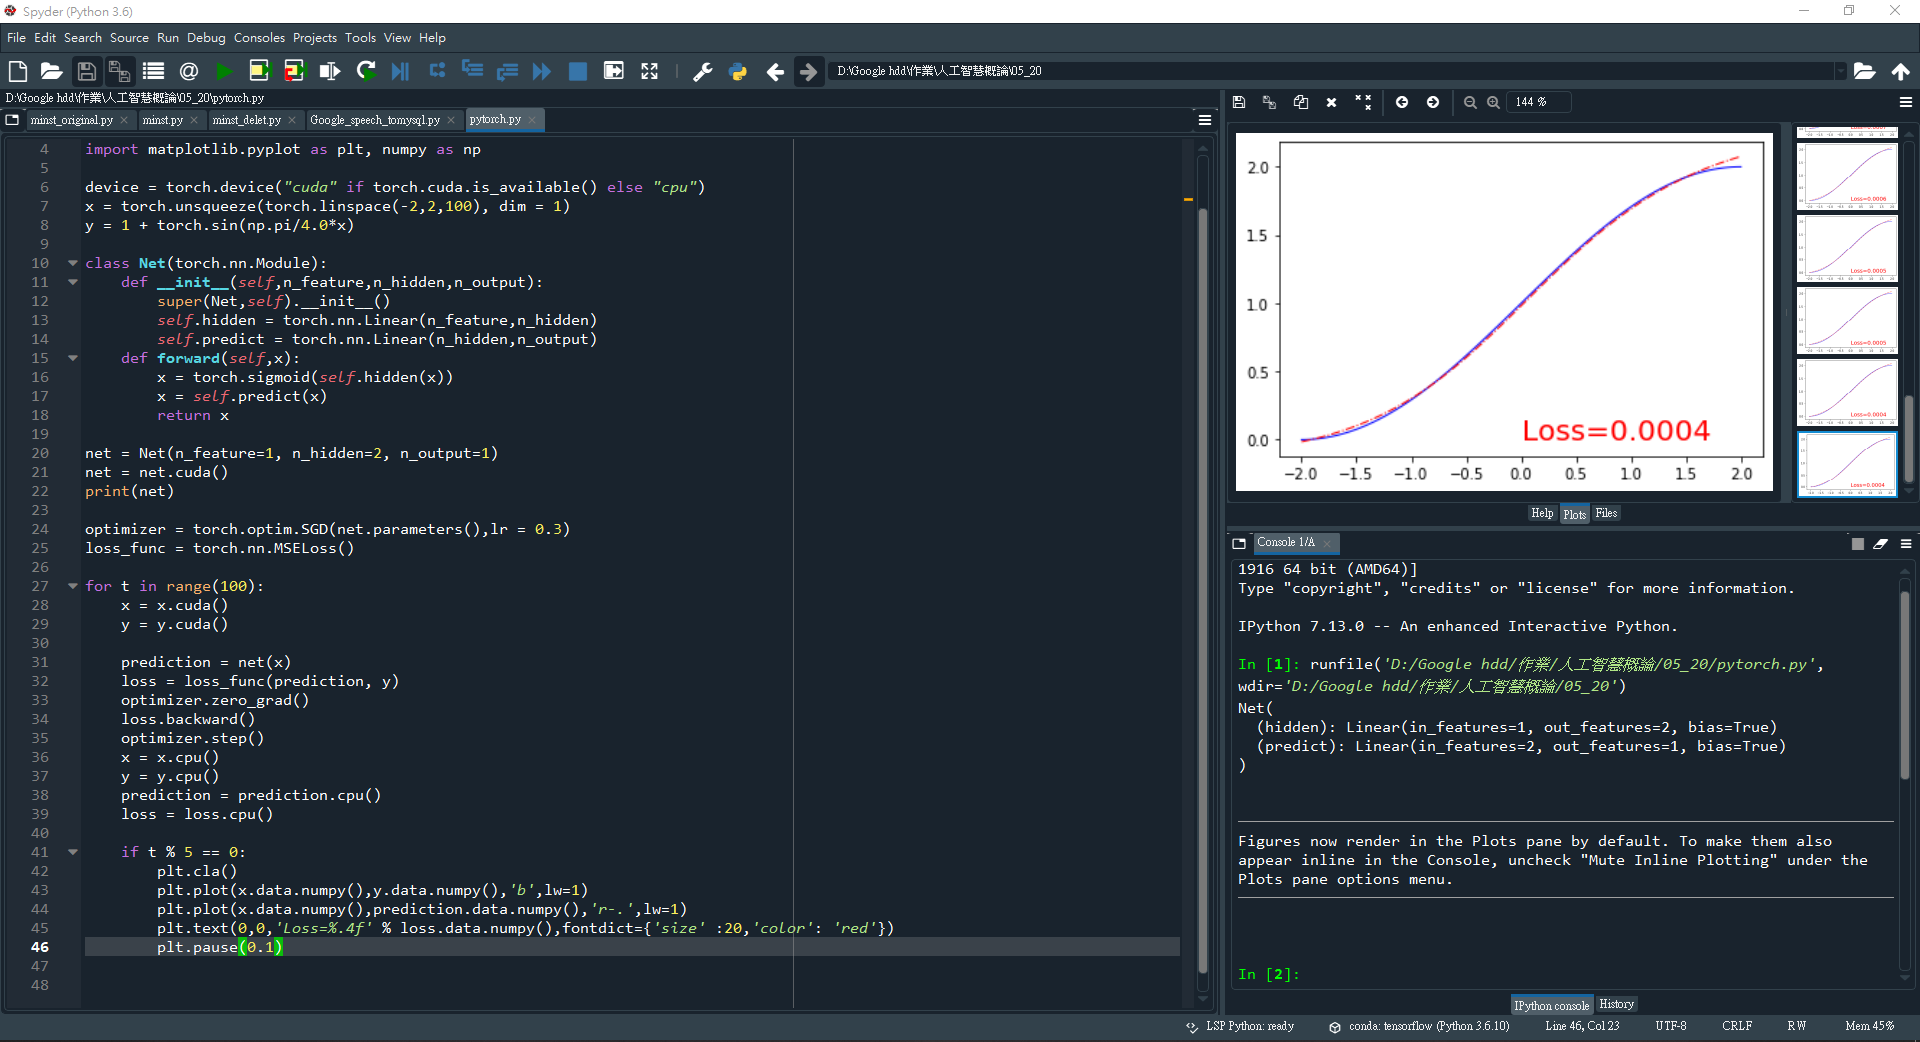 Spyder (Python 3.6)
File Edit Search Source Run Debug Consoles Projects Tools View Help
D:\Google hdd\作業\人工智慧概論\05_20
D:\Google hdd\作業\人工智慧概論\05_20\pytorch.py
minst_original.py minst.py minst_delet.py Google_speech_tomysql.py pytorch.py
4 import matplotlib.pyplot as plt, numpy as np
5
6 device = torch.device("cuda" if torch.cuda.is_available() else "cpu")
7 x = torch.unsqueeze(torch.linspace(-2,2,100), dim = 1)
8 y = 1 + torch.sin(np.pi/4.0*x)
9
10 class Net(torch.nn.Module):
11 def __init__(self,n_feature,n_hidden,n_output):
12 super(Net,self).__init__()
13 self.hidden = torch.nn.Linear(n_feature,n_hidden)
14 self.predict = torch.nn.Linear(n_hidden,n_output)
15 def forward(self,x):
16 x = torch.sigmoid(self.hidden(x))
17 x = self.predict(x)
18 return x
19
20 net = Net(n_feature=1, n_hidden=2, n_output=1)
21 net = net.cuda()
22 print(net)
23
24 optimizer = torch.optim.SGD(net.parameters(),lr = 0.3)
25 loss_func = torch.nn.MSELoss()
26
27 for t in range(100):
28 x = x.cuda()
29 y = y.cuda()
30
31 prediction = net(x)
32 loss = loss_func(prediction, y)
33 optimizer.zero_grad()
34 loss.backward()
35 optimizer.step()
36 x = x.cpu()
37 y = y.cpu()
38 prediction = prediction.cpu()
39 loss = loss.cpu()
40
41 if t % 5 == 0:
42 plt.cla()
43 plt.plot(x.data.numpy(),y.data.numpy(),'b',lw=1)
44 plt.plot(x.data.numpy(),prediction.data.numpy(),'r-.',lw=1)
45 plt.text(0,0,'Loss=%.4f' % loss.data.numpy(),fontdict={'size' :20,'color': 'red'})
46 plt.pause(0.1)
47
48
144 %
2.0
1.5
1.0
0.5
0.0
Loss=0.0004
−2.0 −1.5 −1.0 −0.5 0.0 0.5 1.0 1.5 2.0
Loss=0.0006
Loss=0.0005
Loss=0.0005
Loss=0.0004
Loss=0.0004
Help Plots Files
Console 1/A
1916 64 bit (AMD64)]
Type "copyright", "credits" or "license" for more information.
IPython 7.13.0 -- An enhanced Interactive Python.
In [1]: runfile('D:/Google hdd/作業/人工智慧概論/05_20/pytorch.py',
wdir='D:/Google hdd/作業/人工智慧概論/05_20')
Net(
(hidden): Linear(in_features=1, out_features=2, bias=True)
(predict): Linear(in_features=2, out_features=1, bias=True)
)
Figures now render in the Plots pane by default. To make them also
appear inline in the Console, uncheck "Mute Inline Plotting" under the
Plots pane options menu.
In [2]:
IPython console History
LSP Python: ready conda: tensorflow (Python 3.6.10) Line 46, Col 23 UTF-8 CRLF RW Mem 45%